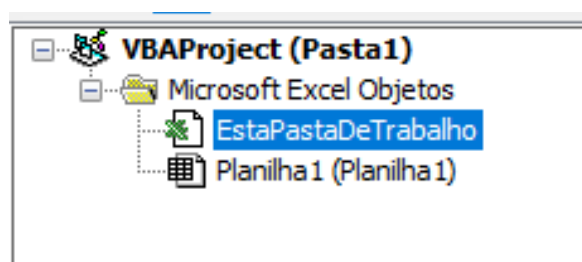 VBAProject (Pasta1)
Microsoft Excel Objetos
EstaPastaDeTrabalho
Planilha1 (Planilha1)